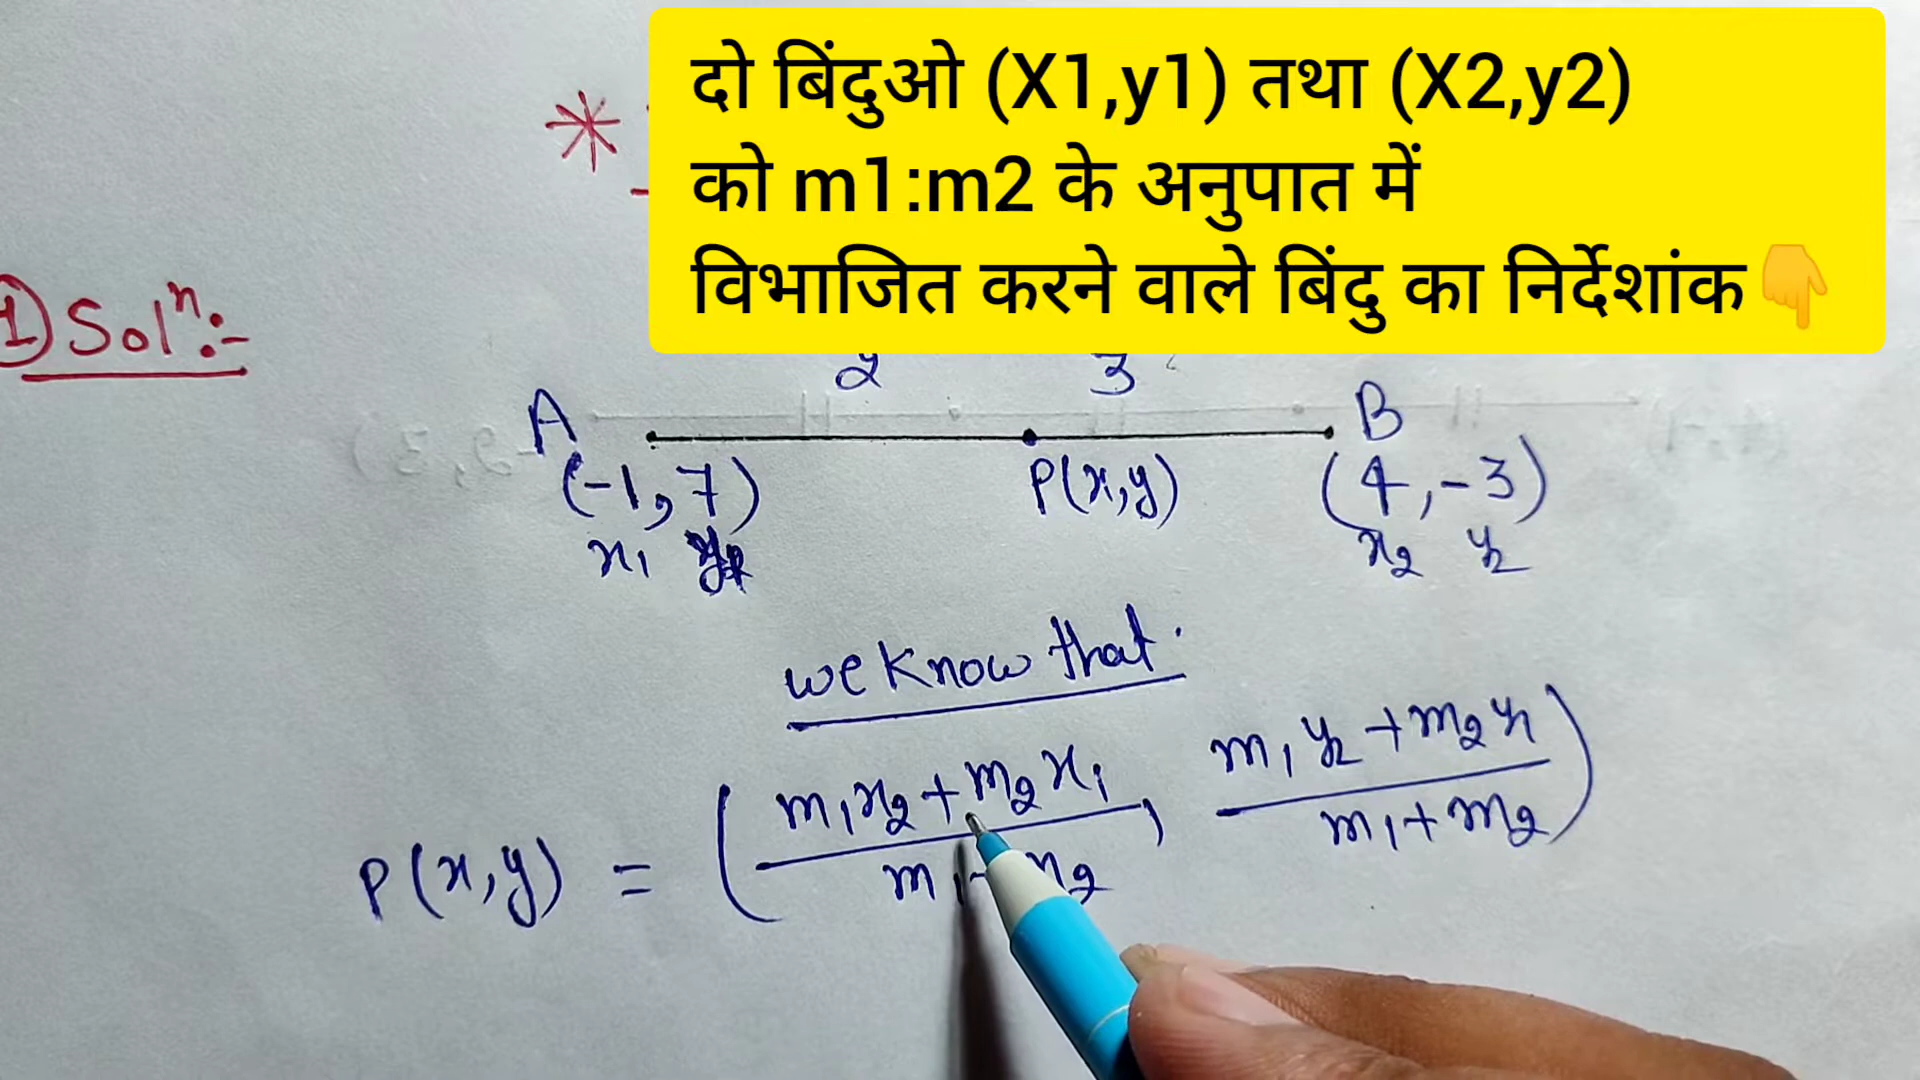 दो बिंदुओ (X1,y1) तथा (X2,y2)
को m1:m2 के अनुपात में
विभाजित करने वाले बिंदु का निर्देशांक👇
① Solⁿ:-
2 3
A B
(-1, 7) P(x,y) (4, -3)
x₁ x₂ y₂
we know that.
P(x,y) = ( m₁x₂+m₂x₁ / m₁+m₂ , m₁y₂+m₂y₁ / m₁+m₂ )